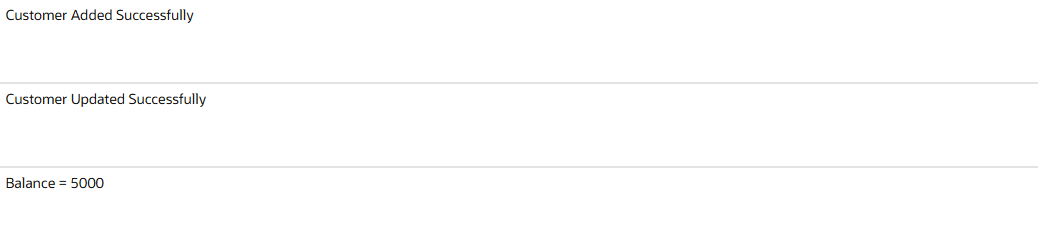 Customer Added Successfully
Customer Updated Successfully
Balance = 5000